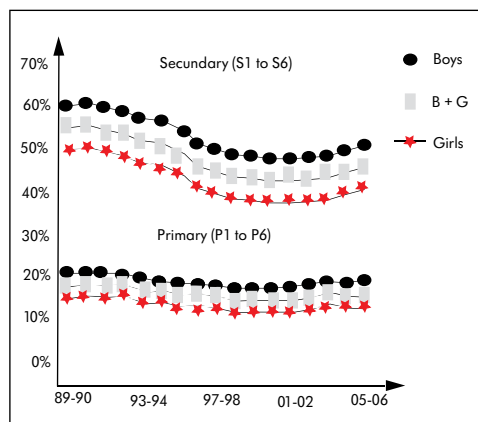 70%
Secundary (S1 to S6)
Boys
60%
B + G
50%
Girls
40%
30%
Primary (P1 to P6)
20%
10%
0%
89-90 93-94 97-98 01-02 05-06